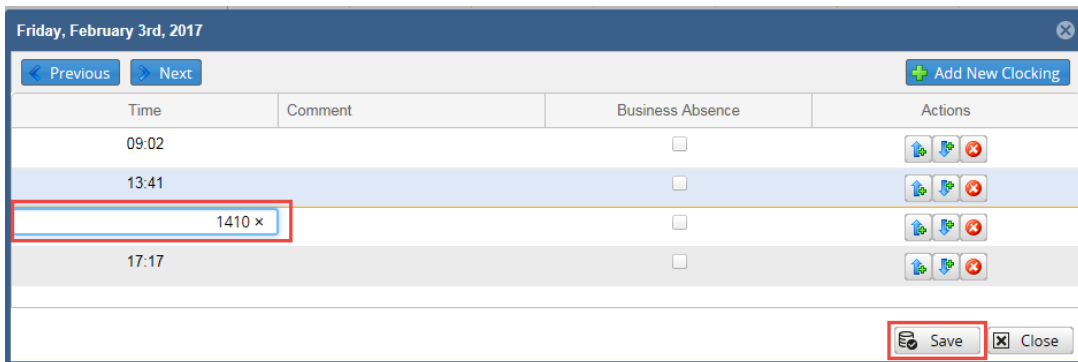 Friday, February 3rd, 2017
Previous Next Add New Clocking
Time Comment Business Absence Actions
09:02
13:41
1410 ×
17:17
Save Close